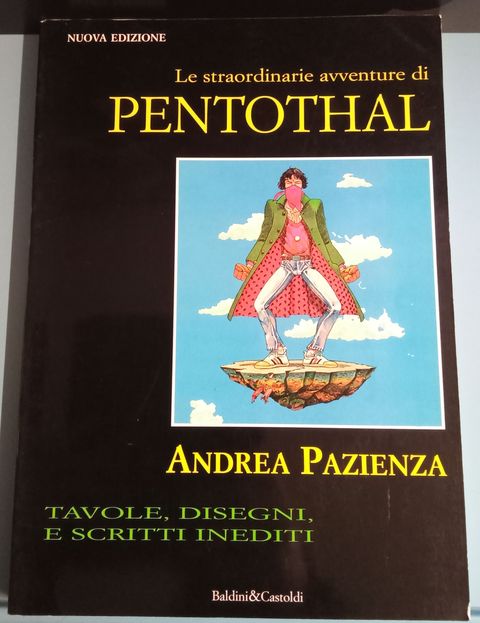 NUOVA EDIZIONE
Le straordinarie avventure di
PENTOTHAL
ANDREA PAZIENZA
TAVOLE, DISEGNI,
E SCRITTI INEDITI
Baldini&Castoldi